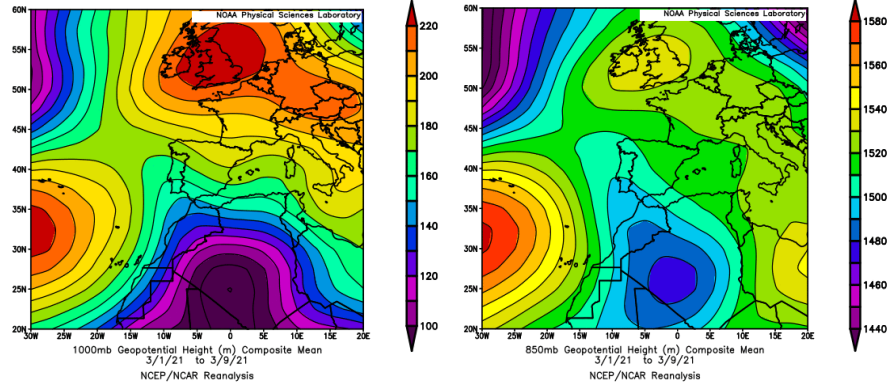 NOAA Physical Sciences Laboratory
60N
55N
50N
45N
40N
35N
30N
25N
20N
30W
25W
20W
15W
10W
5W
0
5E
10E
15E
20E
220
200
180
160
140
120
100
1000mb Geopotential Height (m) Composite Mean
3/1/21 to 3/9/21
NCEP/NCAR Reanalysis
NOAA Physical Sciences Laboratory
60N
55N
50N
45N
40N
35N
30N
25N
20N
30W
25W
20W
15W
10W
5W
0
5E
10E
15E
20E
1580
1560
1540
1520
1500
1480
1460
1440
850mb Geopotential Height (m) Composite Mean
3/1/21 to 3/9/21
NCEP/NCAR Reanalysis